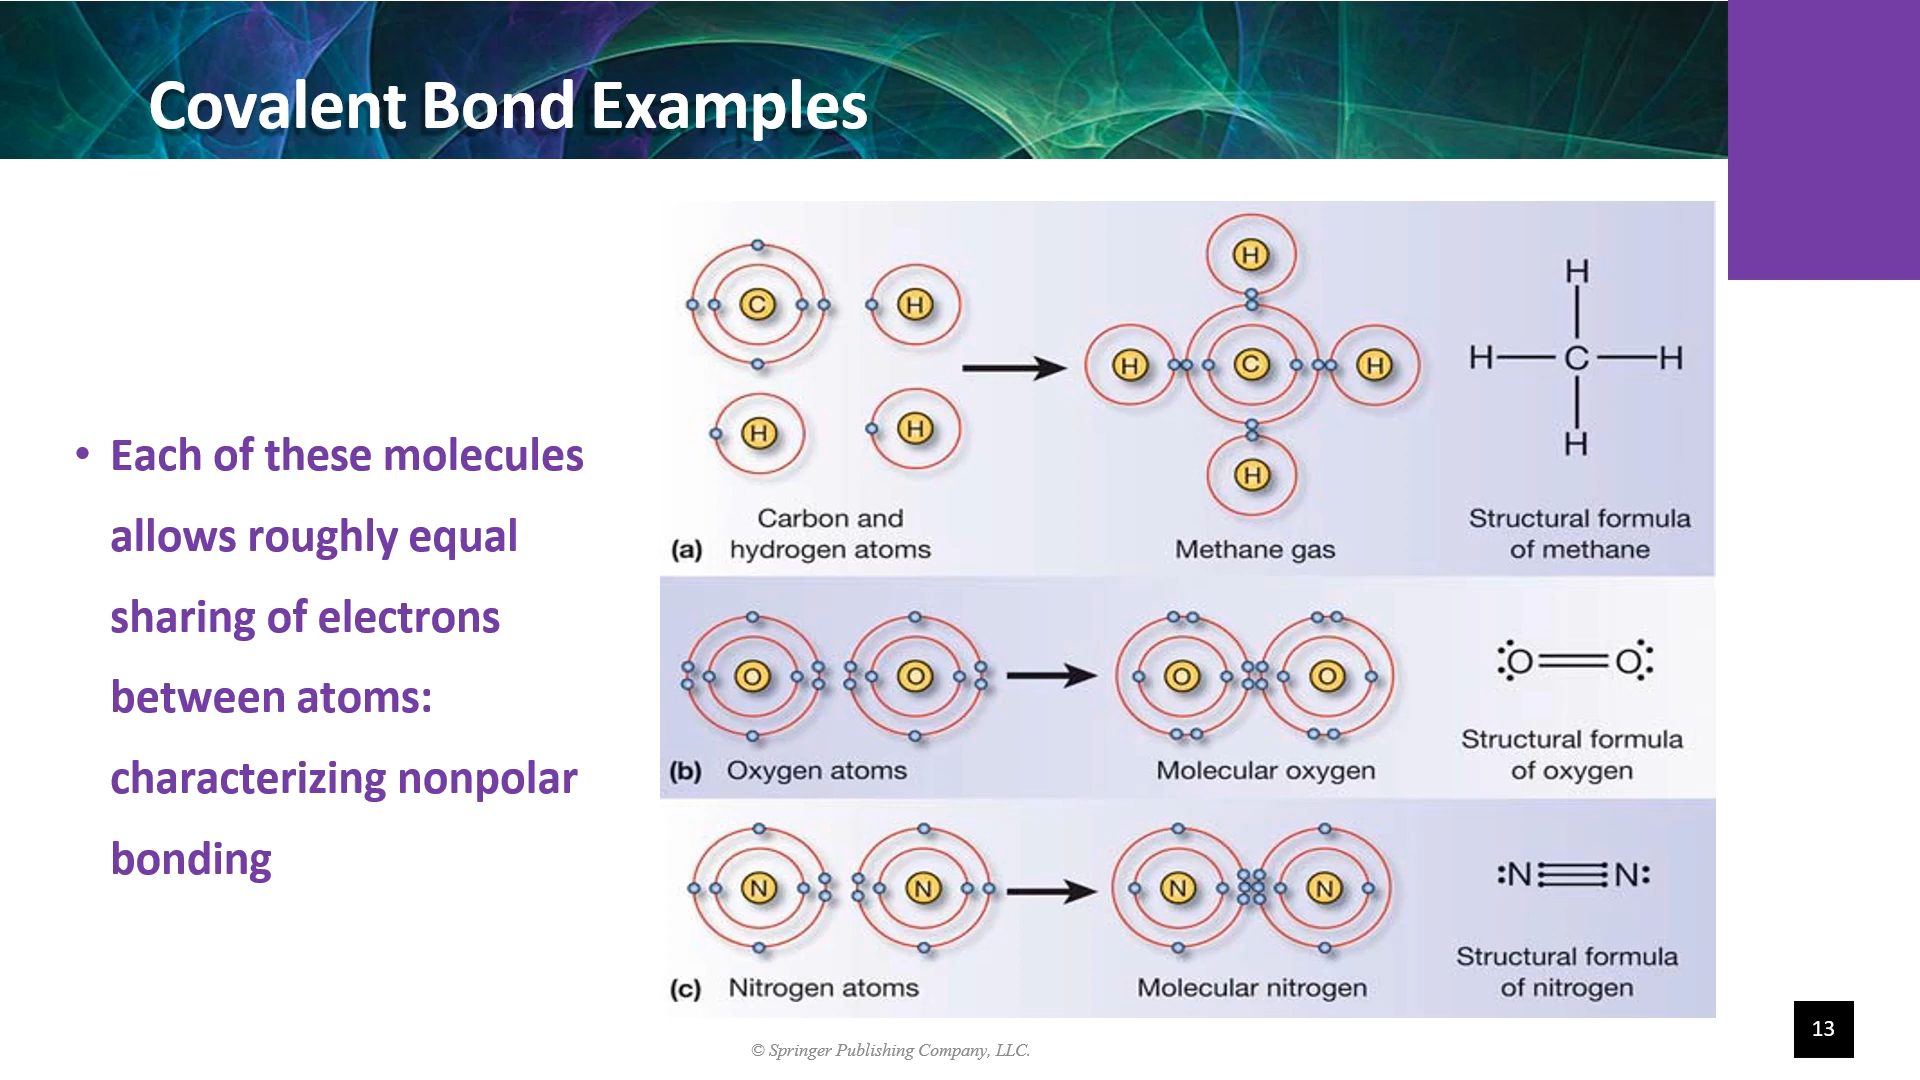 Covalent Bond Examples
• Each of these molecules
allows roughly equal
sharing of electrons
between atoms:
characterizing nonpolar
bonding
C H
H H
Carbon and
(a) hydrogen atoms
H
H C H
H
Methane gas
H
H—C—H
H
Structural formula
of methane
O O
(b) Oxygen atoms
O O
Molecular oxygen
:O=O:
Structural formula
of oxygen
N N
(c) Nitrogen atoms
N N
Molecular nitrogen
:N≡N:
Structural formula
of nitrogen
© Springer Publishing Company, LLC.
13